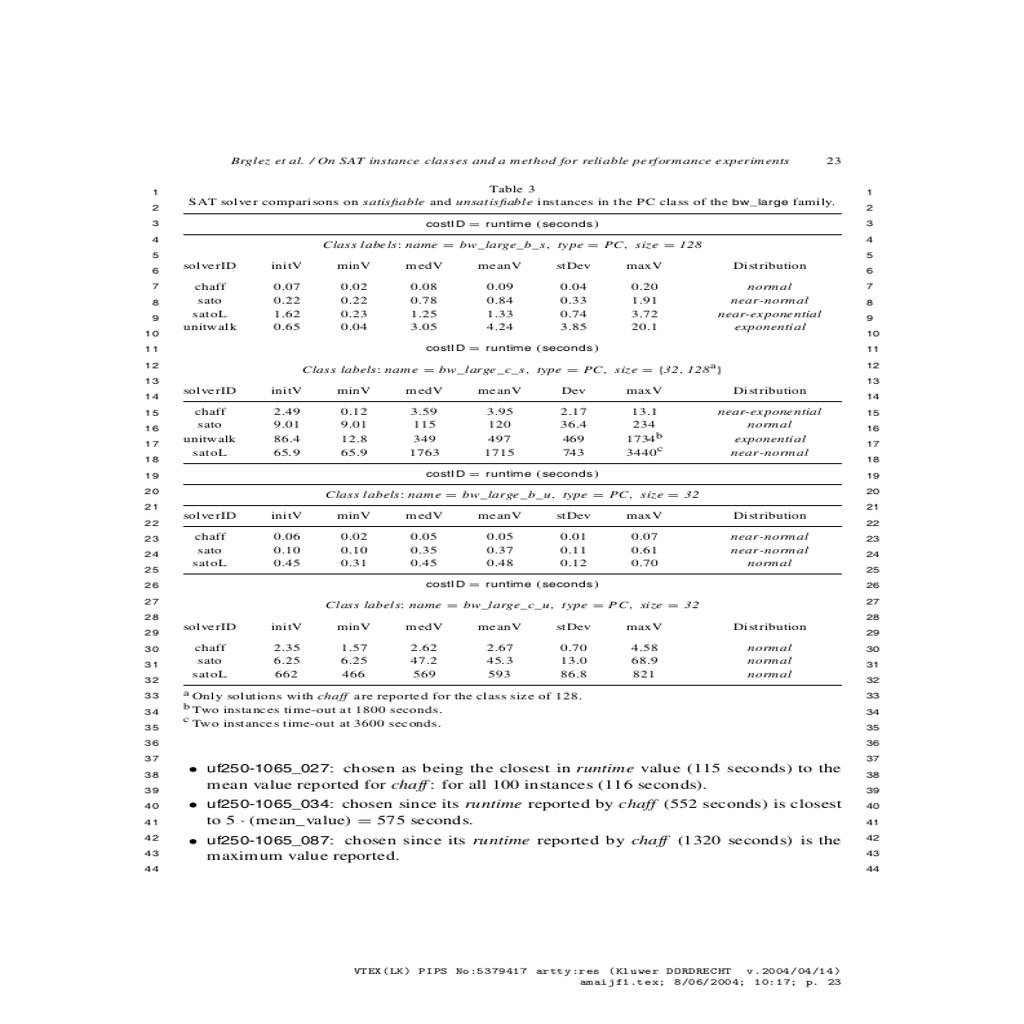 Brglez et al. / On SAT instance classes and a method for reliable performance experiments 23
1 Table 3 1
2 SAT solver comparisons on satisfiable and unsatisfiable instances in the PC class of the bw_large family. 2
3 costID = runtime (seconds) 3
4 Class labels: name = bw_large_b_s, type = PC, size = 128 4
5 5
6 solverID initV minV medV meanV stDev maxV Distribution 6
7 chaff 0.07 0.02 0.08 0.09 0.04 0.20 normal 7
8 sato 0.22 0.22 0.78 0.84 0.33 1.91 near-normal 8
9 satoL 1.62 0.23 1.25 1.33 0.74 3.72 near-exponential 9
10 unitwalk 0.65 0.04 3.05 4.24 3.85 20.1 exponential 10
11 costID = runtime (seconds) 11
12 Class labels: name = bw_large_c_s, type = PC, size = {32, 128a} 12
13 13
14 solverID initV minV medV meanV Dev maxV Distribution 14
15 chaff 2.49 0.12 3.59 3.95 2.17 13.1 near-exponential 15
16 sato 9.01 9.01 115 120 36.4 234 normal 16
17 unitwalk 86.4 12.8 349 497 469 1734b exponential 17
18 satoL 65.9 65.9 1763 1715 743 3440c near-normal 18
19 costID = runtime (seconds) 19
20 Class labels: name = bw_large_b_u, type = PC, size = 32 20
21 21
22 solverID initV minV medV meanV stDev maxV Distribution 22
23 chaff 0.06 0.02 0.05 0.05 0.01 0.07 near-normal 23
24 sato 0.10 0.10 0.35 0.37 0.11 0.61 near-normal 24
25 satoL 0.45 0.31 0.45 0.48 0.12 0.70 normal 25
26 costID = runtime (seconds) 26
27 Class labels: name = bw_large_c_u, type = PC, size = 32 27
28 28
29 solverID initV minV medV meanV stDev maxV Distribution 29
30 chaff 2.35 1.57 2.62 2.67 0.70 4.58 normal 30
31 sato 6.25 6.25 47.2 45.3 13.0 68.9 normal 31
32 satoL 662 466 569 593 86.8 821 normal 32
33 a Only solutions with chaff are reported for the class size of 128. 33
34 b Two instances time-out at 1800 seconds. 34
35 c Two instances time-out at 3600 seconds. 35
36 36
37 37
38 • uf250-1065_027: chosen as being the closest in runtime value (115 seconds) to the 38
39 mean value reported for chaff: for all 100 instances (116 seconds). 39
40 • uf250-1065_034: chosen since its runtime reported by chaff (552 seconds) is closest 40
41 to 5 · (mean_value) = 575 seconds. 41
42 • uf250-1065_087: chosen since its runtime reported by chaff (1320 seconds) is the 42
43 maximum value reported. 43
44 44
VTEX(LK) PIPS No:5379417 artty:res (Kluwer DORDRECHT v.2004/04/14)
amaijf1.tex; 8/06/2004; 10:17; p. 23